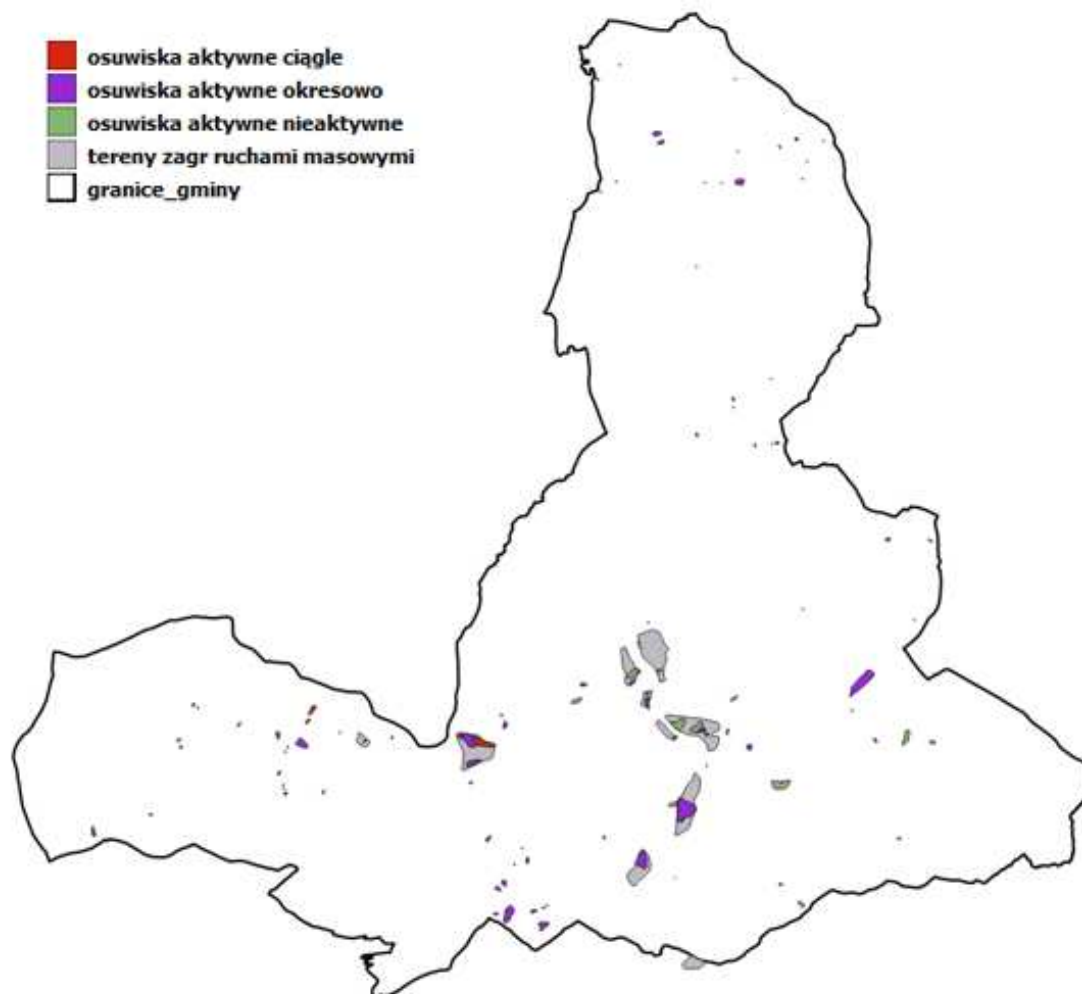 osuwiska aktywne ciągle
osuwiska aktywne okresowo
osuwiska aktywne nieaktywne
tereny zagr ruchami masowymi
granice_gminy